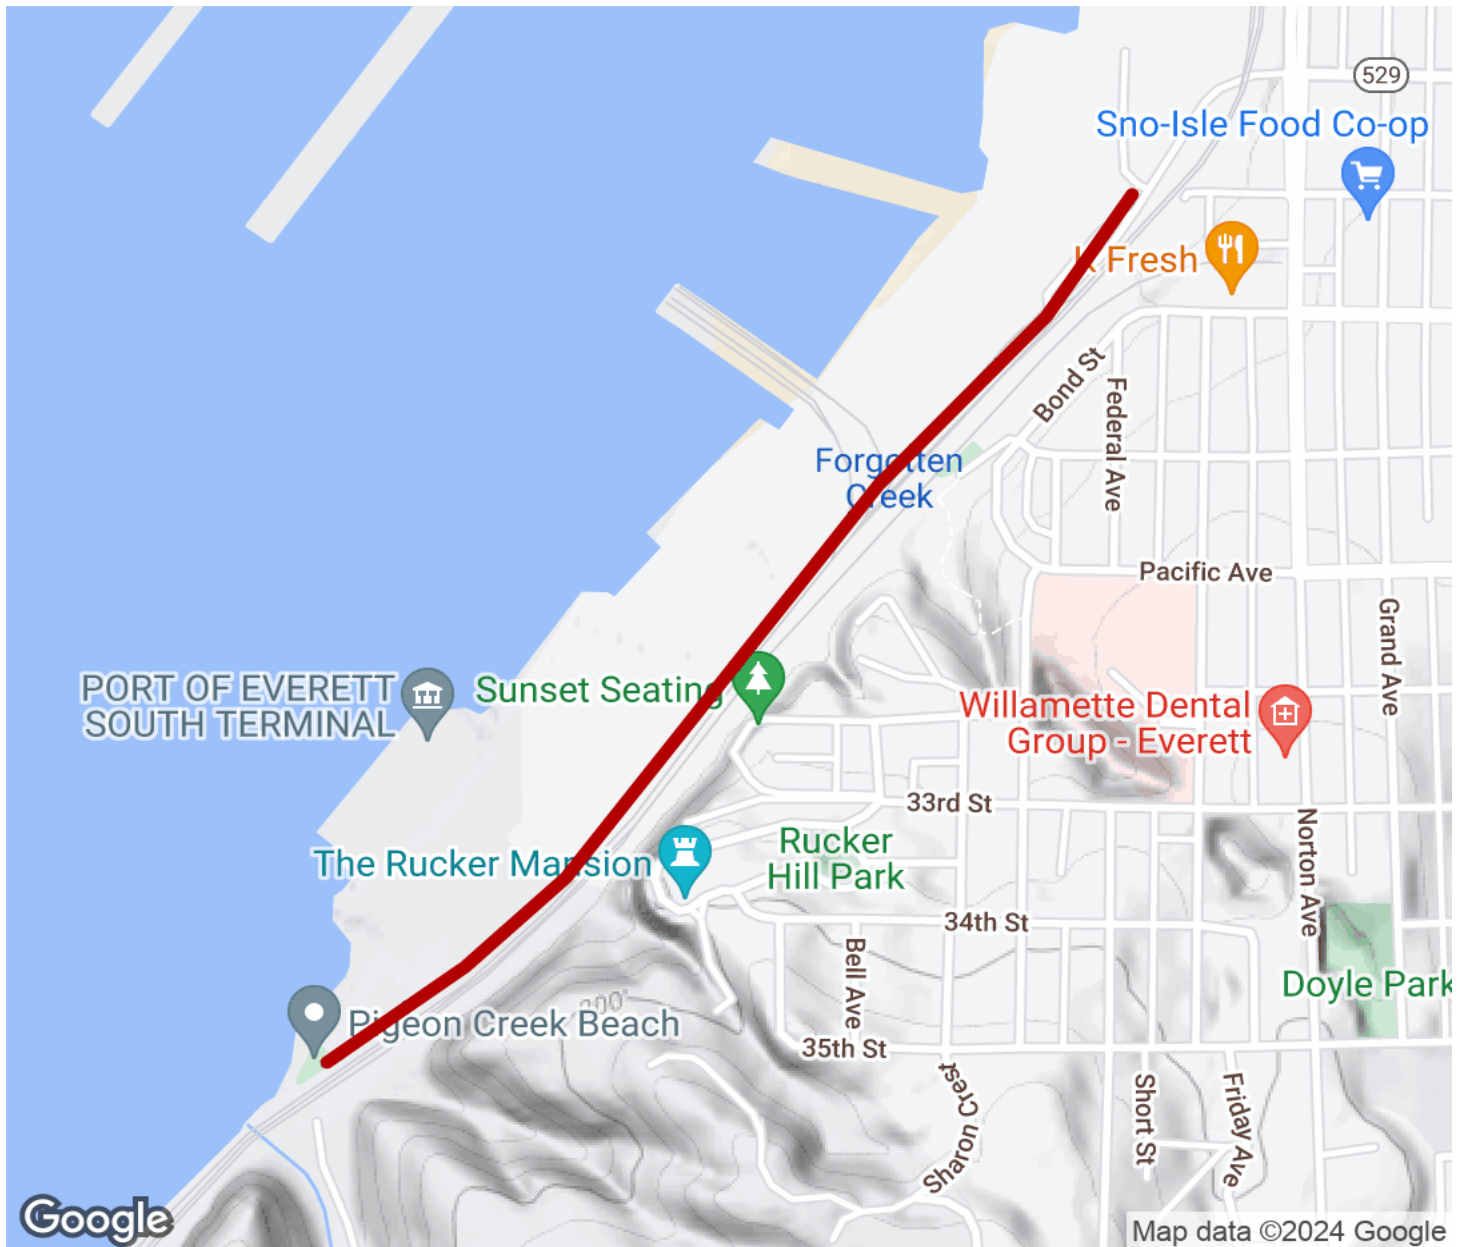 529
Sno-Isle Food Co-op
k Fresh
Bond St
Federal Ave
Forgotten
Creek
Pacific Ave
Grand Ave
PORT OF EVERETT
SOUTH TERMINAL
Sunset Seating
Willamette Dental
Group - Everett
33rd St
Norton Ave
The Rucker Mansion
Rucker
Hill Park
34th St
Bell Ave
Doyle Park
200'
Pigeon Creek Beach
35th St
Sharon Crest
Short St
Friday Ave
Google
Map data ©2024 Google